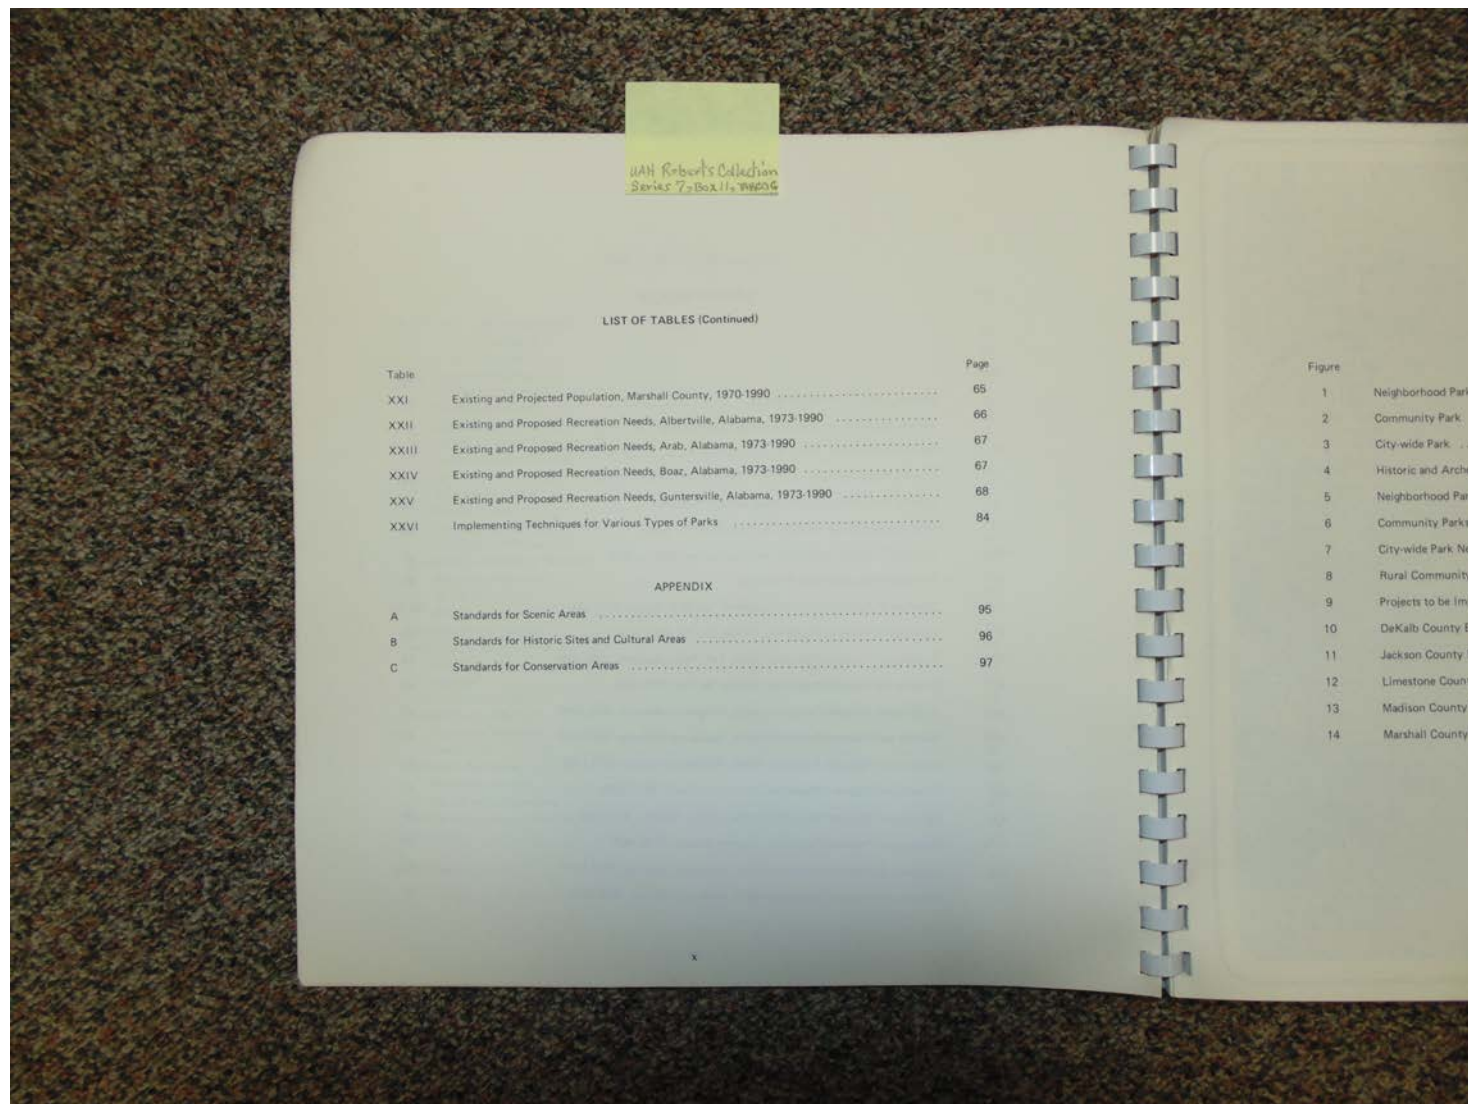 UAH Roberts Collection
Series 7, Box 11, TARCOG
LIST OF TABLES (Continued)
Table Page
XXI Existing and Projected Population, Marshall County, 1970-1990 ........................ 65
XXII Existing and Proposed Recreation Needs, Albertville, Alabama, 1973-1990 ............... 66
XXIII Existing and Proposed Recreation Needs, Arab, Alabama, 1973-1990 .................... 67
XXIV Existing and Proposed Recreation Needs, Boaz, Alabama, 1973-1990 .................... 67
XXV Existing and Proposed Recreation Needs, Guntersville, Alabama, 1973-1990 ............... 68
XXVI Implementing Techniques for Various Types of Parks ............................... 84
APPENDIX
A Standards for Scenic Areas .................................................... 95
B Standards for Historic Sites and Cultural Areas ..................................... 96
C Standards for Conservation Areas ............................................... 97
x
Figure
1 Neighborhood Park
2 Community Park
3 City-wide Park ..
4 Historic and Arche
5 Neighborhood Par
6 Community Parks
7 City-wide Park Ne
8 Rural Community
9 Projects to be Im
10 DeKalb County E
11 Jackson County
12 Limestone Coun
13 Madison County
14 Marshall County